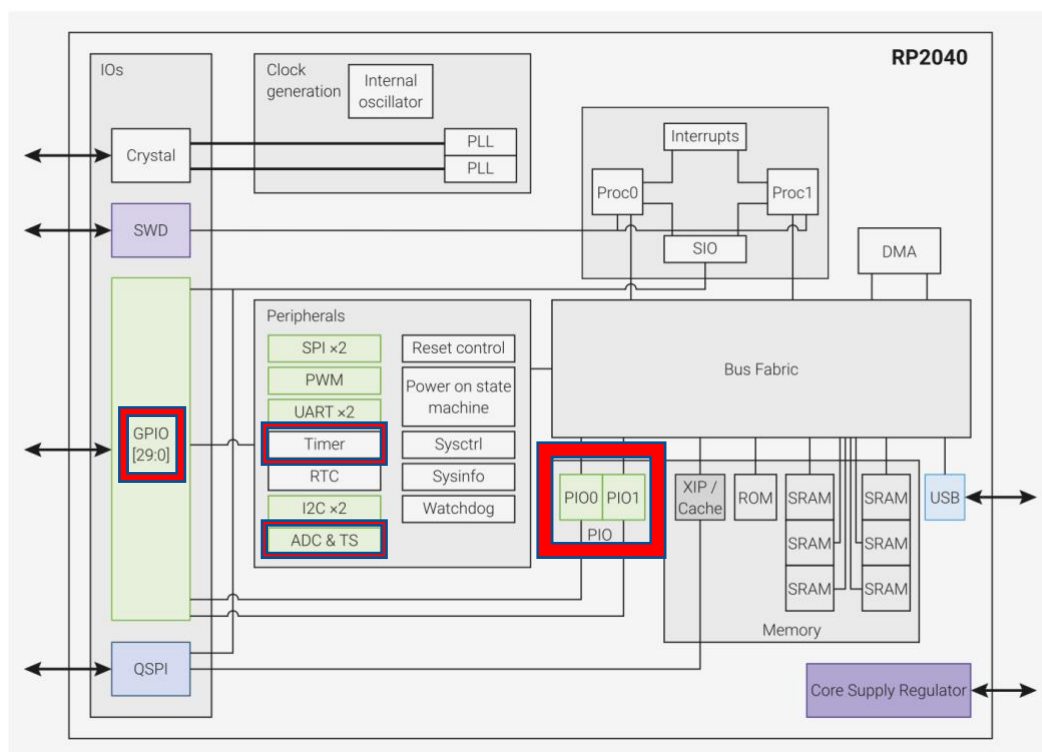 RP2040
IOs
Clock
generation
Internal
oscillator
Crystal
PLL
PLL
Interrupts
Proc0
Proc1
SWD
SIO
DMA
Peripherals
SPI ×2
Reset control
PWM
Power on state
machine
UART ×2
Bus Fabric
GPIO
[29:0]
Timer
Sysctrl
RTC
Sysinfo
I2C ×2
Watchdog
ADC & TS
PIO0
PIO1
PIO
XIP /
Cache
ROM
SRAM
SRAM
USB
SRAM
SRAM
SRAM
SRAM
Memory
QSPI
Core Supply Regulator